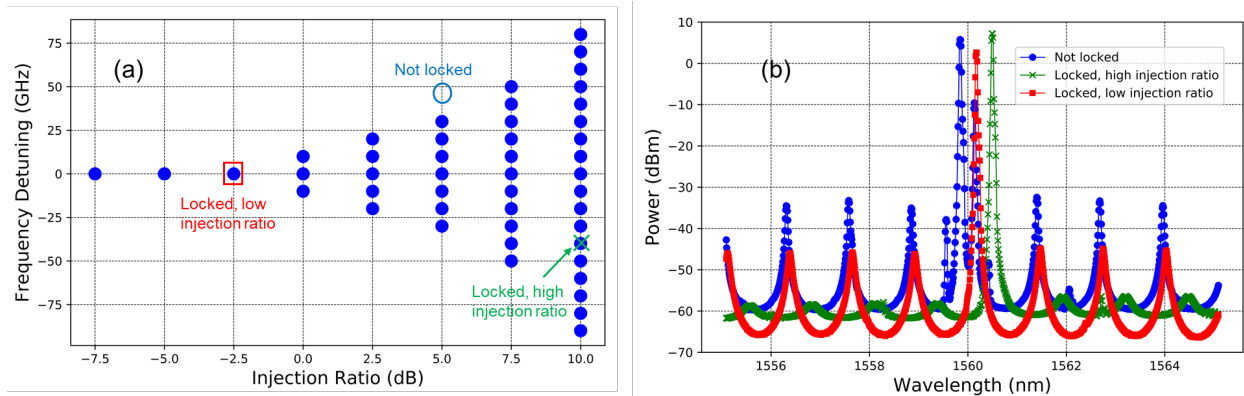 (a)
Not locked
Locked, low
injection ratio
Locked, high
injection ratio
75
50
25
0
−25
−50
−75
Frequency Detuning (GHz)
−7.5
−5.0
−2.5
0.0
2.5
5.0
7.5
10.0
Injection Ratio (dB)
(b)
Not locked
Locked, high injection ratio
Locked, low injection ratio
10
0
−10
−20
−30
−40
−50
−60
−70
Power (dBm)
1556
1558
1560
1562
1564
Wavelength (nm)